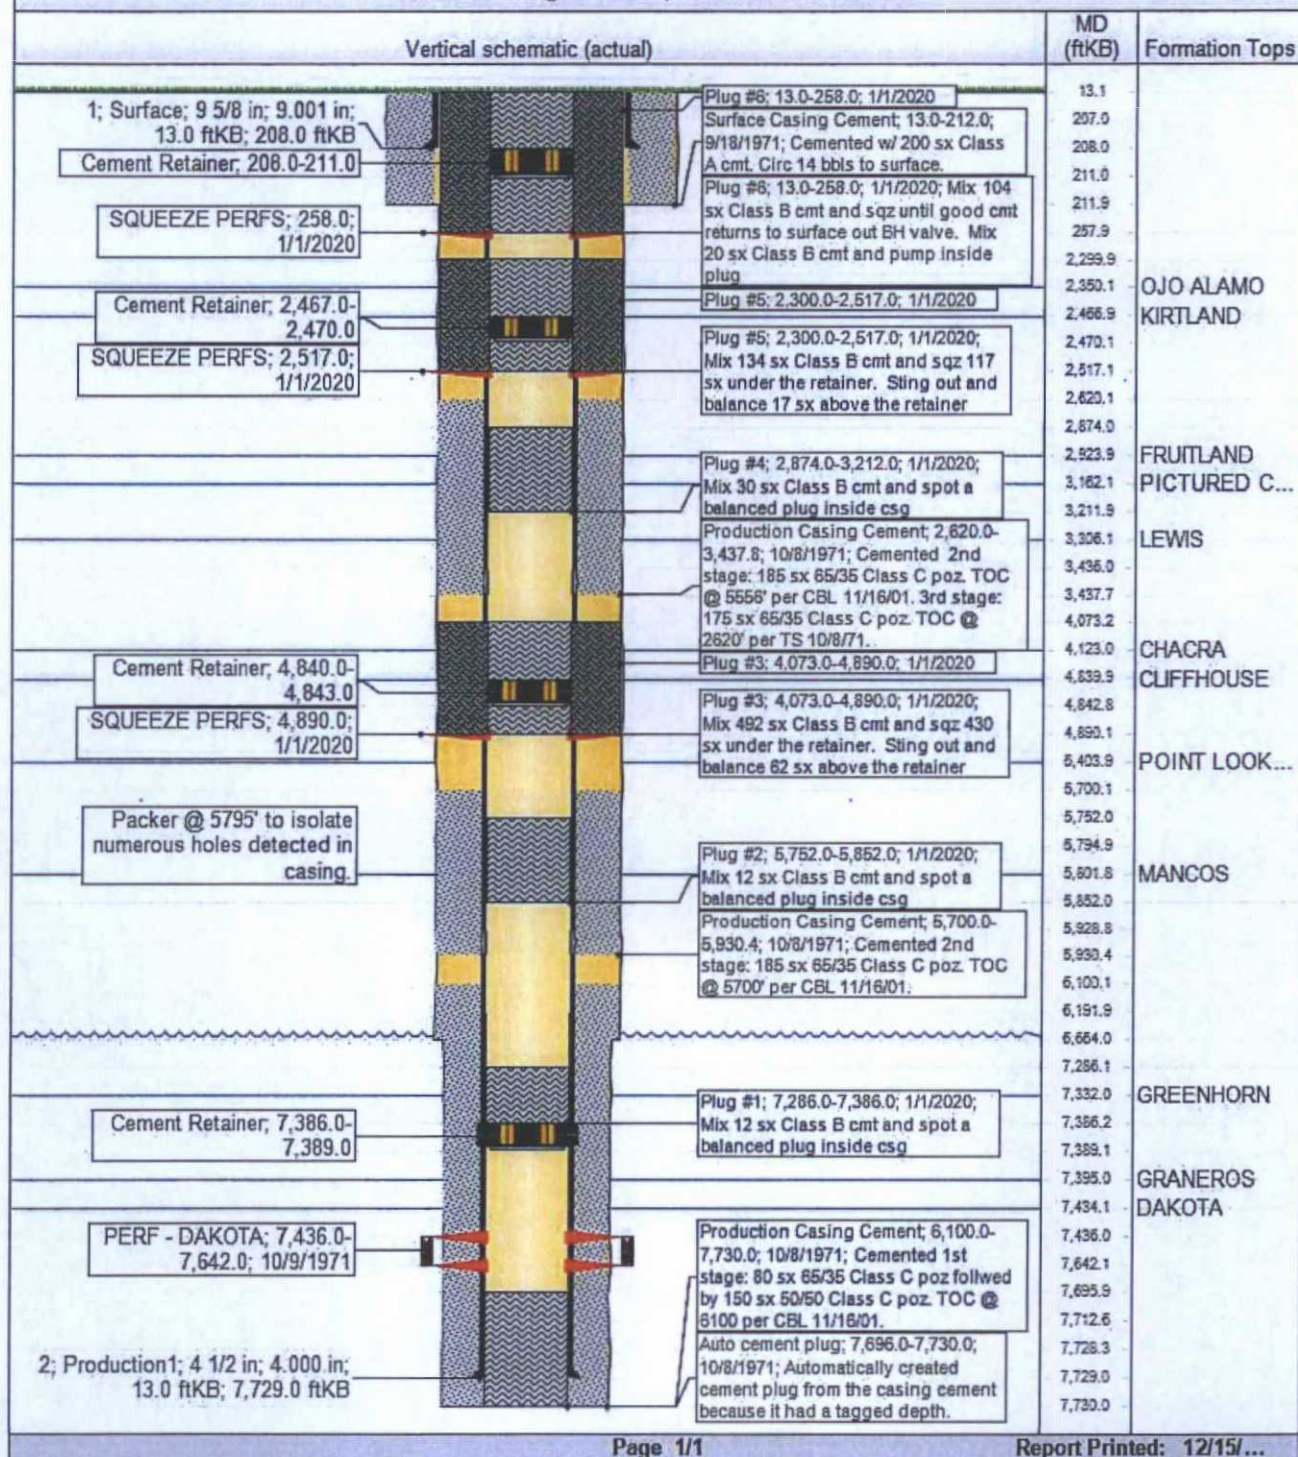 Vertical schematic (actual)
MD
(ftKB)
Formation Tops
1; Surface; 9 5/8 in; 9.001 in;
13.0 ftKB; 208.0 ftKB
Cement Retainer; 208.0-211.0
SQUEEZE PERFS; 258.0;
1/1/2020
Cement Retainer; 2,467.0-
2,470.0
SQUEEZE PERFS; 2,517.0;
1/1/2020
Cement Retainer; 4,840.0-
4,843.0
SQUEEZE PERFS; 4,890.0;
1/1/2020
Packer @ 5795' to isolate
numerous holes detected in
casing.
Cement Retainer; 7,386.0-
7,389.0
PERF - DAKOTA; 7,436.0-
7,642.0; 10/9/1971
2; Production1; 4 1/2 in; 4.000 in;
13.0 ftKB; 7,729.0 ftKB
Plug #6; 13.0-258.0; 1/1/2020
Surface Casing Cement; 13.0-212.0;
9/18/1971; Cemented w/ 200 sx Class
A cmt. Circ 14 bbls to surface.
Plug #6; 13.0-258.0; 1/1/2020; Mix 104
sx Class B cmt and sqz until good cmt
returns to surface out BH valve. Mix
20 sx Class B cmt and pump inside
plug
Plug #5; 2,300.0-2,517.0; 1/1/2020
Plug #5; 2,300.0-2,517.0; 1/1/2020;
Mix 134 sx Class B cmt and sqz 117
sx under the retainer. Sting out and
balance 17 sx above the retainer
Plug #4; 2,874.0-3,212.0; 1/1/2020;
Mix 30 sx Class B cmt and spot a
balanced plug inside csg
Production Casing Cement; 2,620.0-
3,437.8; 10/8/1971; Cemented 2nd
stage: 185 sx 65/35 Class C poz. TOC
@ 5556' per CBL 11/16/01. 3rd stage:
175 sx 65/35 Class C poz. TOC @
2620' per TS 10/8/71.
Plug #3; 4,073.0-4,890.0; 1/1/2020
Plug #3; 4,073.0-4,890.0; 1/1/2020;
Mix 492 sx Class B cmt and sqz 430
sx under the retainer. Sting out and
balance 62 sx above the retainer
Plug #2; 5,752.0-5,852.0; 1/1/2020;
Mix 12 sx Class B cmt and spot a
balanced plug inside csg
Production Casing Cement; 5,700.0-
5,930.4; 10/8/1971; Cemented 2nd
stage: 185 sx 65/35 Class C poz. TOC
@ 5700' per CBL 11/16/01.
Plug #1; 7,286.0-7,386.0; 1/1/2020;
Mix 12 sx Class B cmt and spot a
balanced plug inside csg
Production Casing Cement; 6,100.0-
7,730.0; 10/8/1971; Cemented 1st
stage: 80 sx 65/35 Class C poz follwed
by 150 sx 50/50 Class C poz. TOC @
6100 per CBL 11/16/01.
Auto cement plug; 7,696.0-7,730.0;
10/8/1971; Automatically created
cement plug from the casing cement
because it had a tagged depth.
13.1
207.0
208.0
211.0
211.9
257.9
2,299.9
2,350.1
2,466.9
2,470.1
2,517.1
2,620.1
2,874.0
2,923.9
3,162.1
3,211.9
3,306.1
3,436.0
3,437.7
4,073.2
4,123.0
4,839.9
4,842.8
4,890.1
5,403.9
5,700.1
5,752.0
5,794.9
5,801.8
5,852.0
5,928.8
5,930.4
6,100.1
6,191.9
6,664.0
7,286.1
7,332.0
7,386.2
7,389.1
7,395.0
7,434.1
7,436.0
7,642.1
7,695.9
7,712.6
7,728.3
7,729.0
7,730.0
OJO ALAMO
KIRTLAND
FRUITLAND
PICTURED C...
LEWIS
CHACRA
CLIFFHOUSE
POINT LOOK...
MANCOS
GREENHORN
GRANEROS
DAKOTA
Page 1/1
Report Printed: 12/15/...